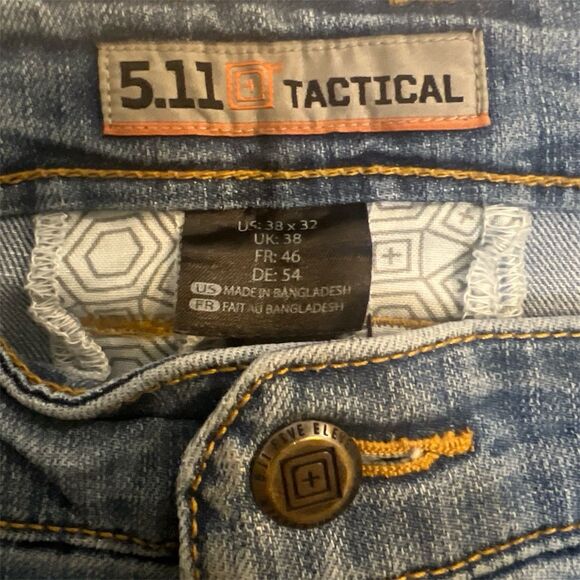 5.11 TACTICAL
US: 38 x 32
UK: 38
FR: 46
DE: 54
US MADE IN BANGLADESH
FR FAIT AU BANGLADESH